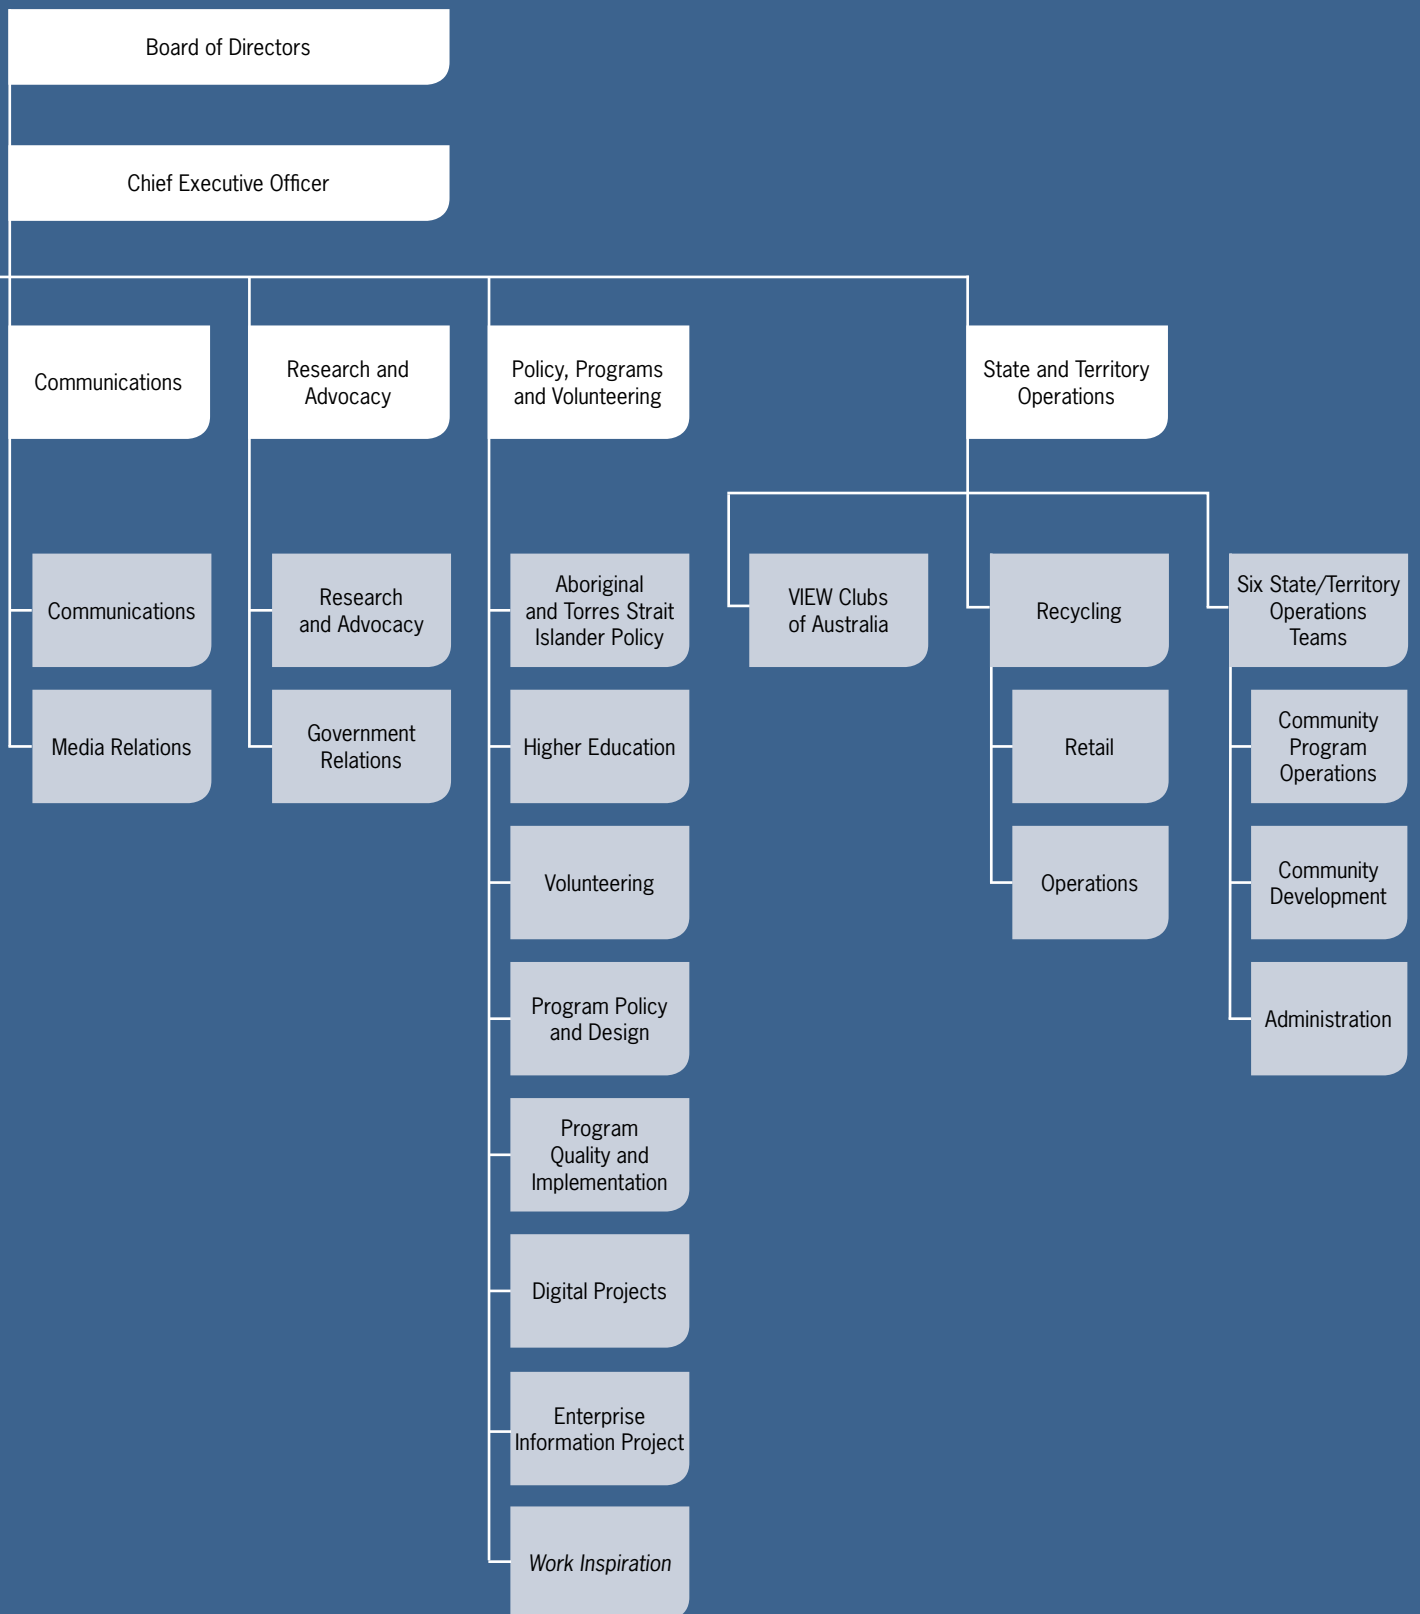 Board of Directors
Chief Executive Officer
Communications
Research and
Advocacy
Policy, Programs
and Volunteering
State and Territory
Operations
Communications
Media Relations
Research
and Advocacy
Government
Relations
Aboriginal
and Torres Strait
Islander Policy
Higher Education
Volunteering
Program Policy
and Design
Program
Quality and
Implementation
Digital Projects
Enterprise
Information Project
Work Inspiration
VIEW Clubs
of Australia
Recycling
Retail
Operations
Six State/Territory
Operations
Teams
Community
Program
Operations
Community
Development
Administration